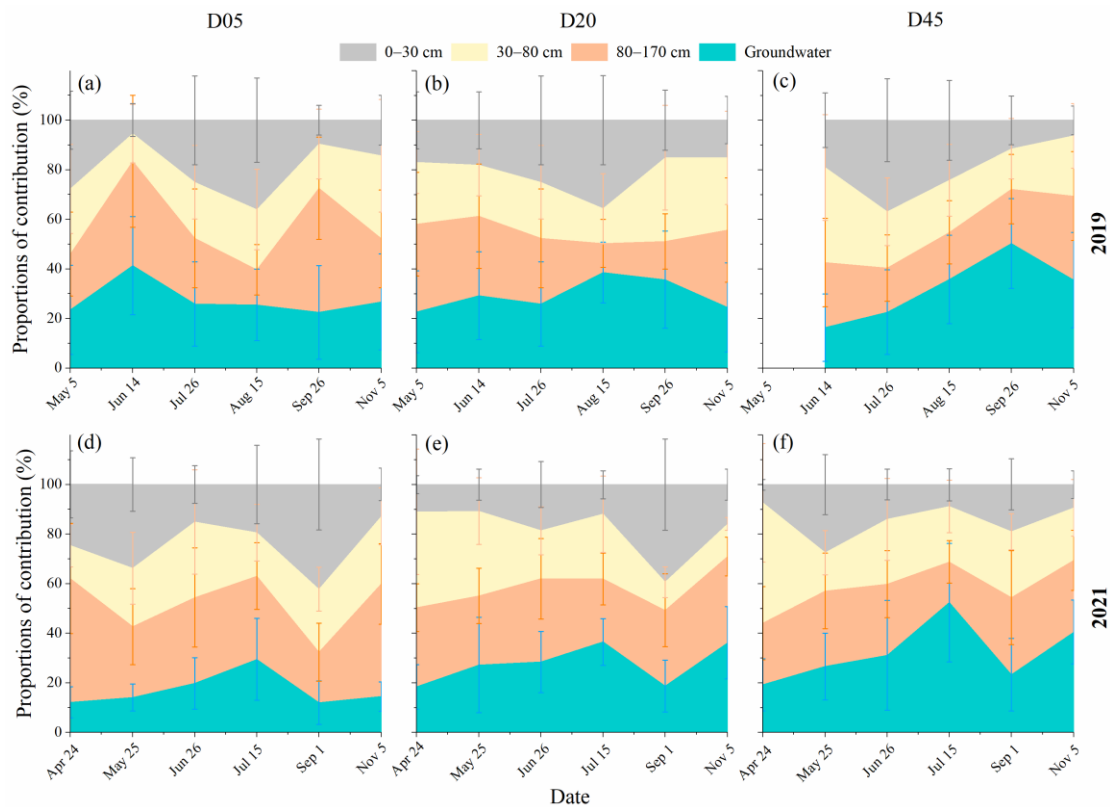 D05 D20 D45
0–30 cm 30–80 cm 80–170 cm Groundwater
(a) (b) (c)
Proportions of contribution (%)
120
100
80
60
40
20
0
2019
May 5 Jun 14 Jul 26 Aug 15 Sep 26 Nov 5 May 5 Jun 14 Jul 26 Aug 15 Sep 26 Nov 5 May 5 Jun 14 Jul 26 Aug 15 Sep 26 Nov 5
(d) (e) (f)
Proportions of contribution (%)
100
80
60
40
20
0
2021
Apr 24 May 25 Jun 26 Jul 15 Sep 1 Nov 5 Apr 24 May 25 Jun 26 Jul 15 Sep 1 Nov 5 Apr 24 May 25 Jun 26 Jul 15 Sep 1 Nov 5
Date